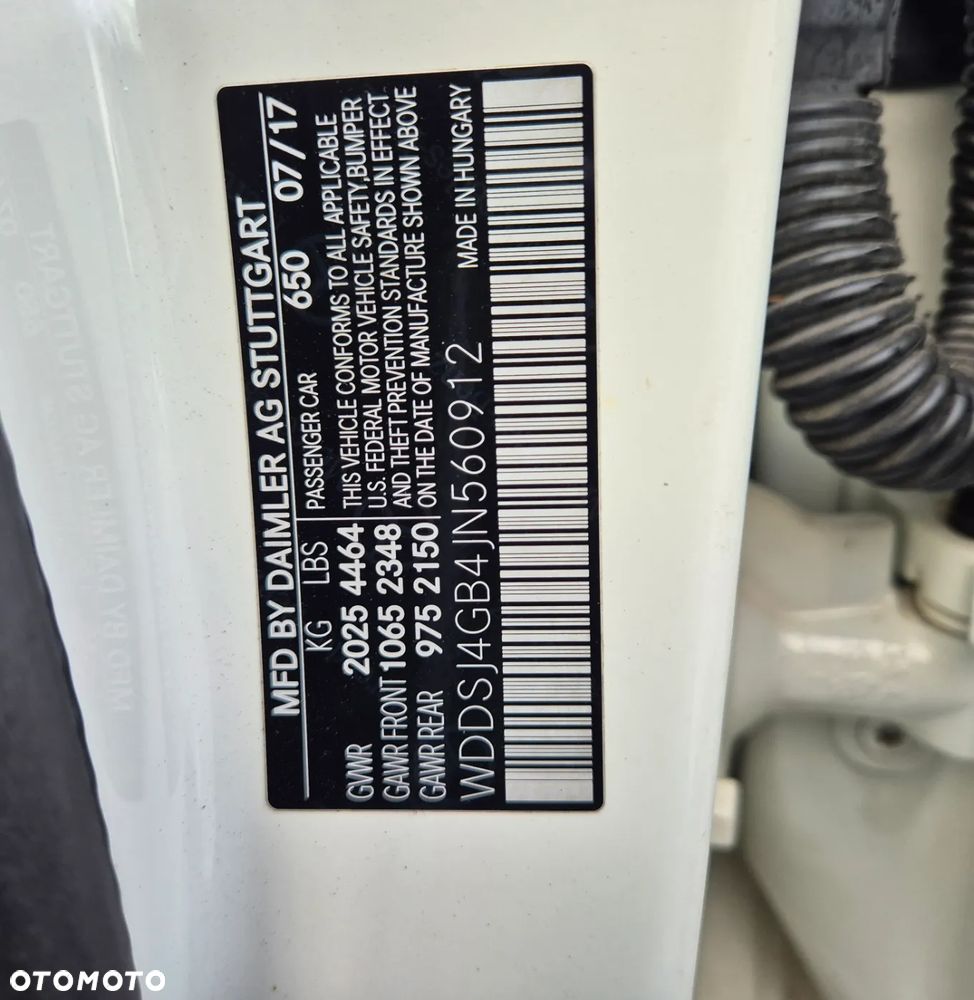 MFD BY DAIMLER AG STUTTGART
KG LBS PASSENGER CAR 650 07/17
GVWR 2025 4464 THIS VEHICLE CONFORMS TO ALL APPLICABLE
U.S. FEDERAL MOTOR VEHICLE SAFETY,BUMPER
GAWR FRONT 1065 2348 AND THEFT PREVENTION STANDARDS IN EFFECT
GAWR REAR 975 2150 ON THE DATE OF MANUFACTURE SHOWN ABOVE
WDDSJ4GB4JN560912 MADE IN HUNGARY
OTOMOTO